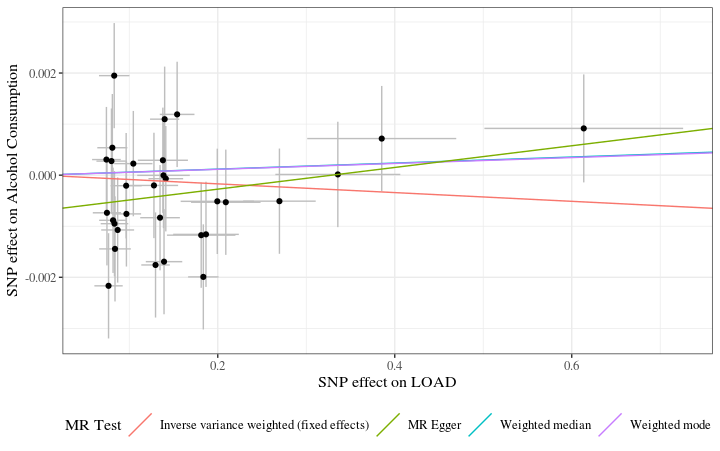 SNP effect on Alcohol Consumption
0.002
0.000
-0.002
0.2 0.4 0.6
SNP effect on LOAD
MR Test Inverse variance weighted (fixed effects) MR Egger Weighted median Weighted mode